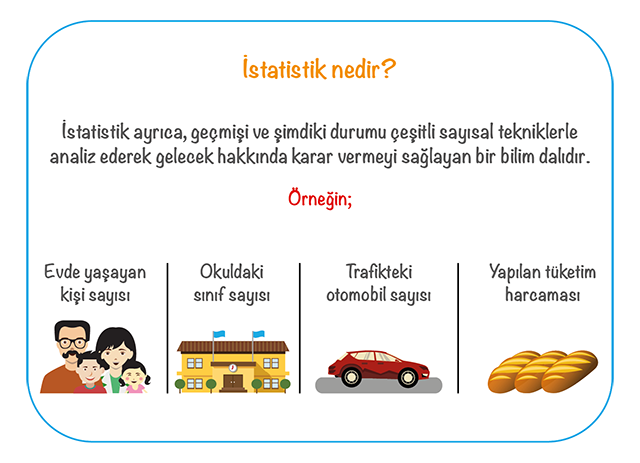 İstatistik nedir?
İstatistik ayrıca, geçmişi ve şimdiki durumu çeşitli sayısal tekniklerle
analiz ederek gelecek hakkında karar vermeyi sağlayan bir bilim dalıdır.
Örneğin;
Evde yaşayan
kişi sayısı
Okuldaki
sınıf sayısı
Trafikteki
otomobil sayısı
Yapılan tüketim
harcaması